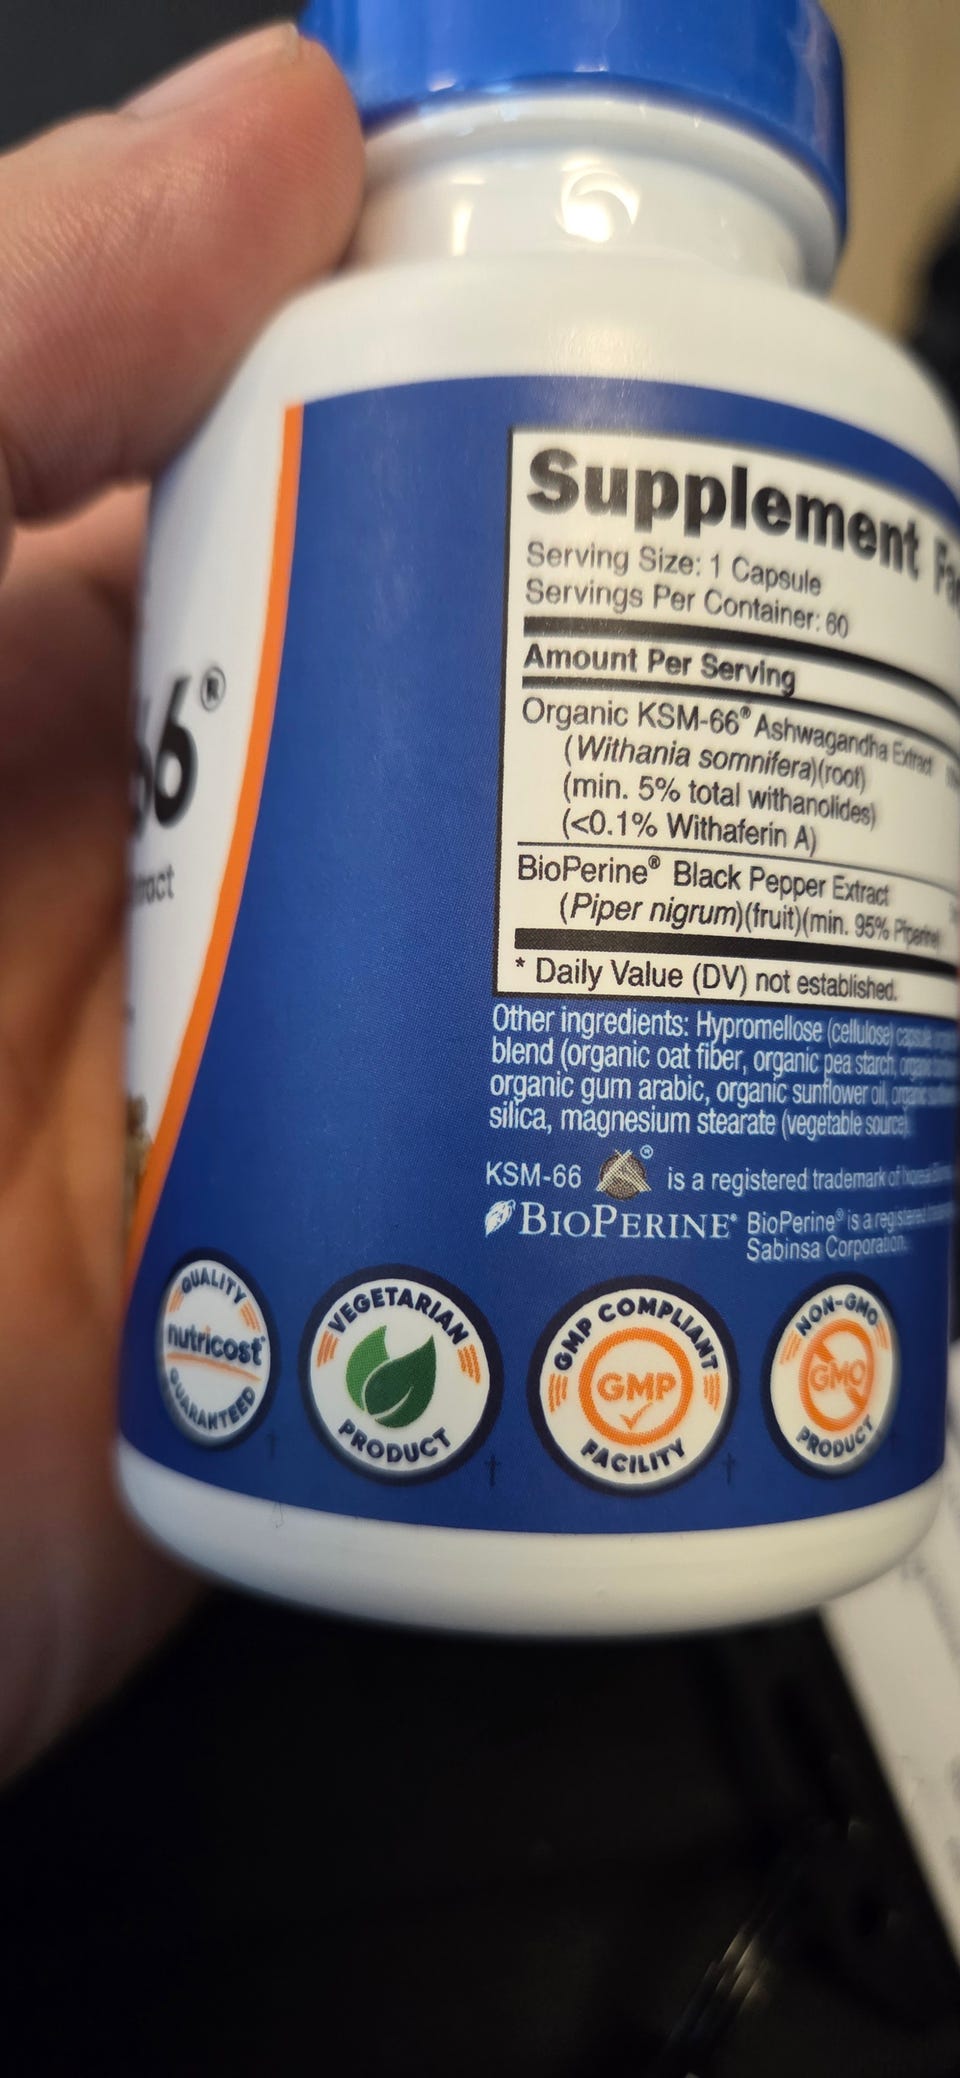 66®
Supplement
Serving Size: 1 Capsule
Servings Per Container: 60
Amount Per Serving
Organic KSM-66® Ashwagandha Extract
(Withania somnifera)(root)
(min. 5% total withanolides)
(<0.1% Withaferin A)
BioPerine® Black Pepper Extract
(Piper nigrum)(fruit)(min. 95% Piperine)
* Daily Value (DV) not established.
Other ingredients: Hypromellose (cellulose)
blend (organic oat fiber, organic pea starch,
organic gum arabic, organic sunflower oil,
silica, magnesium stearate (vegetable source)
KSM-66 ® is a registered trademark of
BIOPERINE® BioPerine® is a registered
Sabinsa Corporation.
QUALITY
nutricost
GUARANTEED
VEGETARIAN
PRODUCT
†
GMP COMPLIANT
GMP
FACILITY
†
NON-GMO
GMO
PRODUCT